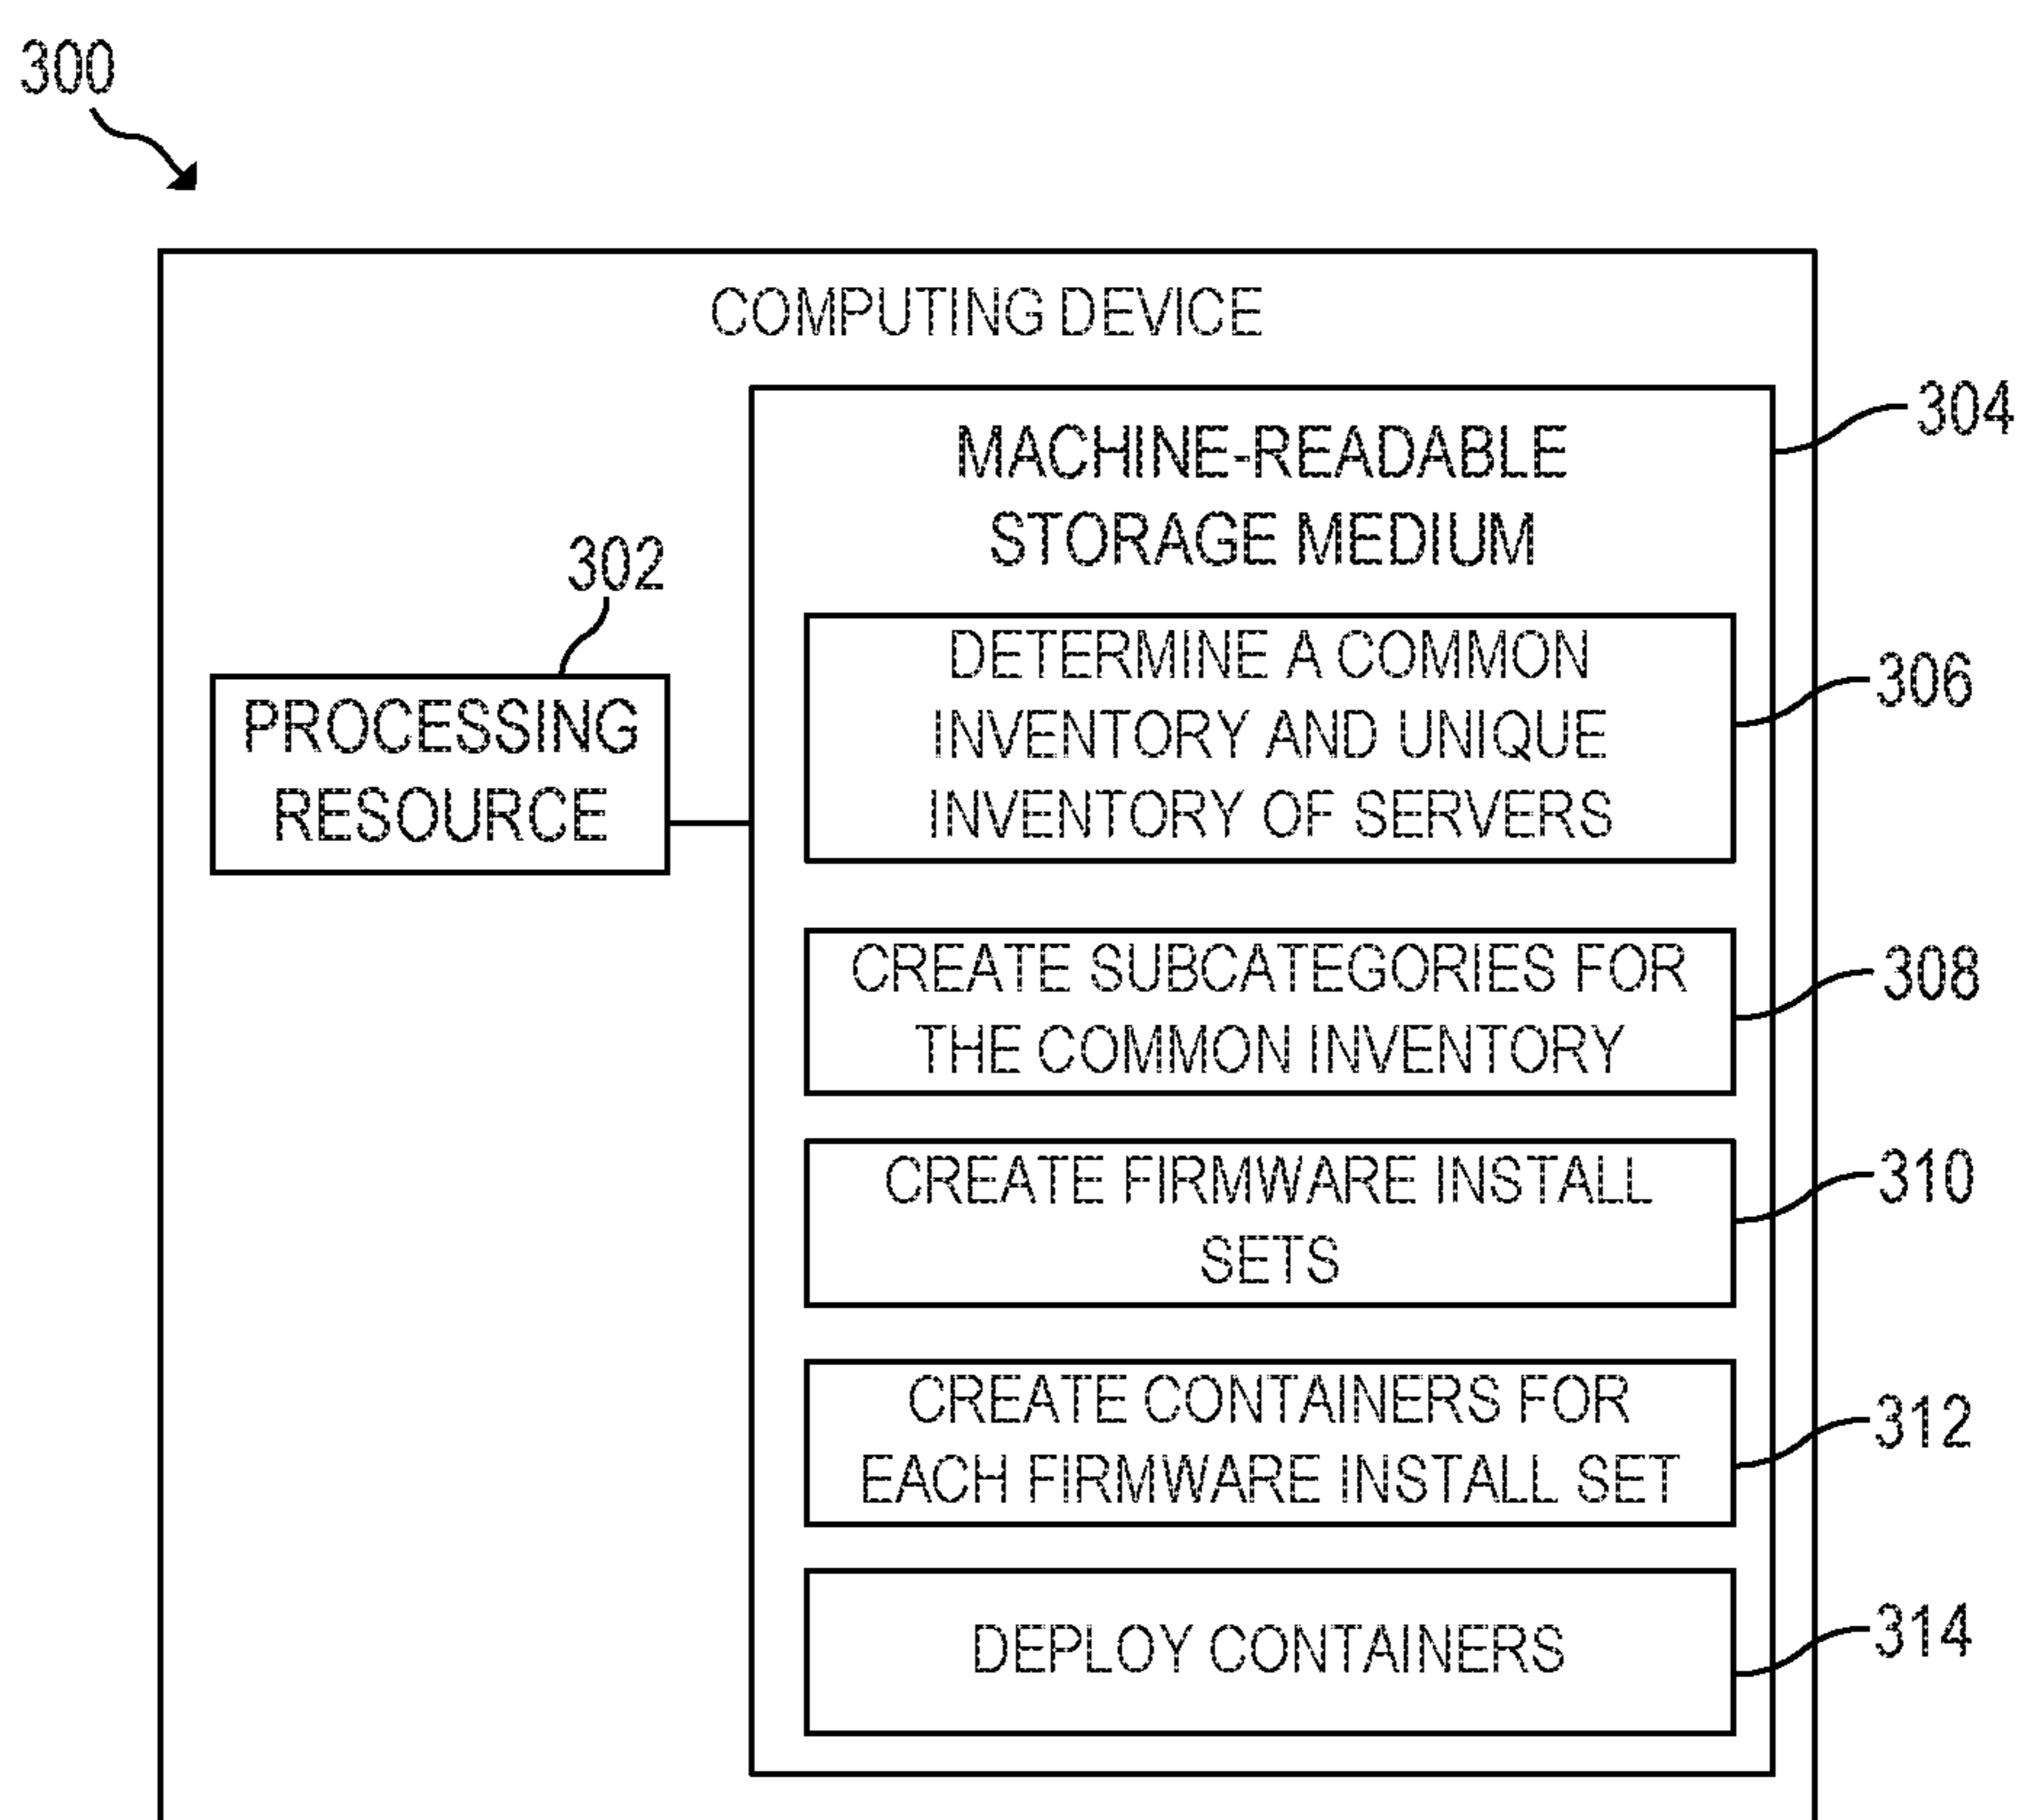 300
COMPUTING DEVICE
304
MACHINE-READABLE
STORAGE MEDIUM
302
PROCESSING
RESOURCE
DETERMINE A COMMON
INVENTORY AND UNIQUE
INVENTORY OF SERVERS
306
CREATE SUBCATEGORIES FOR
THE COMMON INVENTORY
308
CREATE FIRMWARE INSTALL
SETS
310
CREATE CONTAINERS FOR
EACH FIRMWARE INSTALL SET
312
DEPLOY CONTAINERS
314